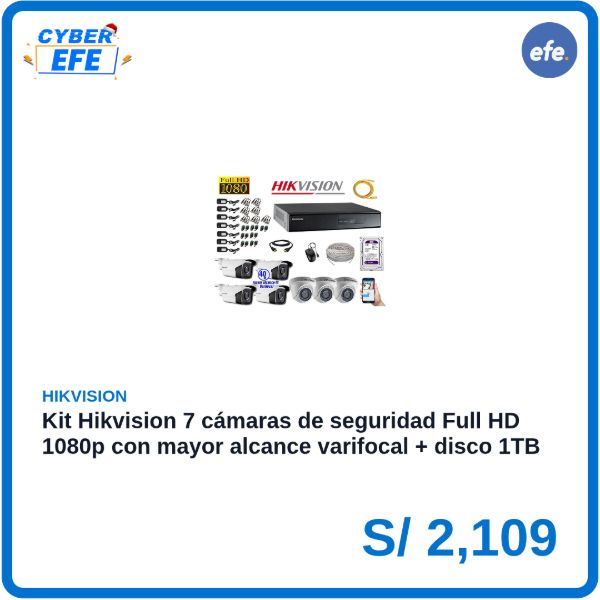 CYBER
EFE
efe.
Full HD
1080
HIKVISION
HIKVISION
Kit Hikvision 7 cámaras de seguridad Full HD
1080p con mayor alcance varifocal + disco 1TB
S/ 2,109